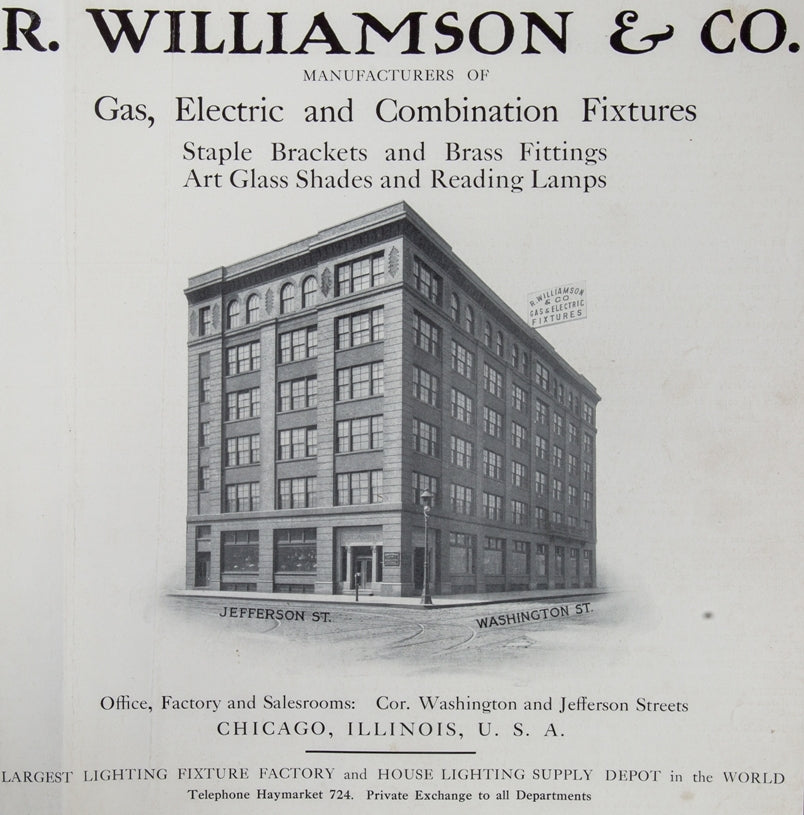 R. WILLIAMSON & CO.
MANUFACTURERS OF
Gas, Electric and Combination Fixtures
Staple Brackets and Brass Fittings
Art Glass Shades and Reading Lamps
R. WILLIAMSON
& CO
GAS & ELECTRIC
FIXTURES
JEFFERSON ST.
WASHINGTON ST.
Office, Factory and Salesrooms: Cor. Washington and Jefferson Streets
CHICAGO, ILLINOIS, U. S. A.
LARGEST LIGHTING FIXTURE FACTORY and HOUSE LIGHTING SUPPLY DEPOT in the WORLD
Telephone Haymarket 724. Private Exchange to all Departments